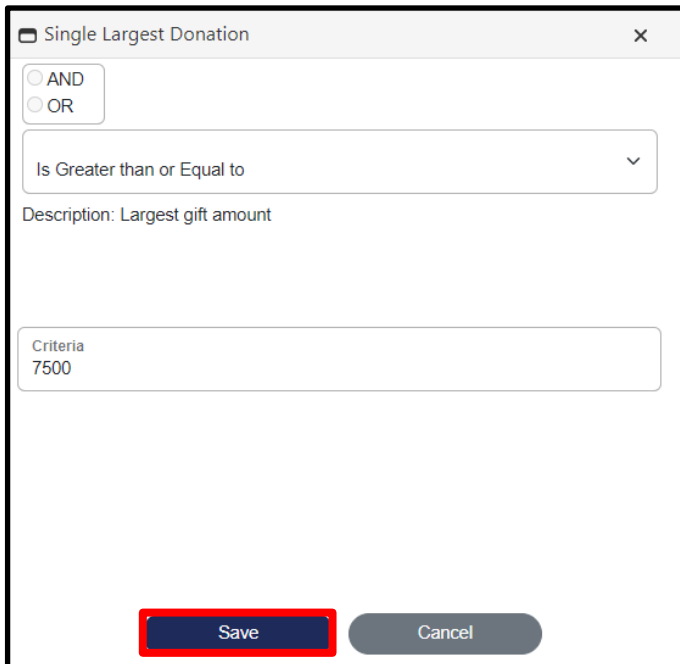 Single Largest Donation
AND
OR
Is Greater than or Equal to
Description: Largest gift amount
Criteria
7500
Save Cancel